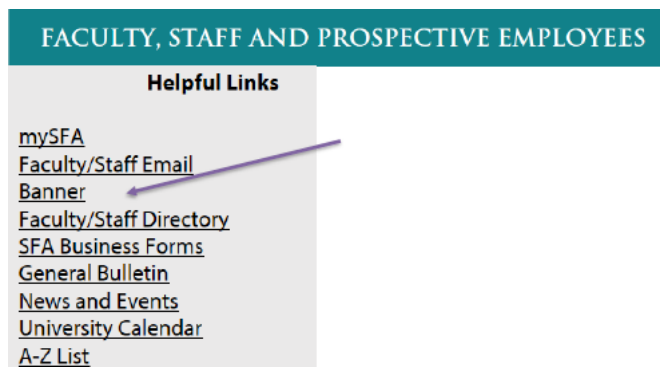 FACULTY, STAFF AND PROSPECTIVE EMPLOYEES
Helpful Links
mySFA
Faculty/Staff Email
Banner
Faculty/Staff Directory
SFA Business Forms
General Bulletin
News and Events
University Calendar
A-Z List